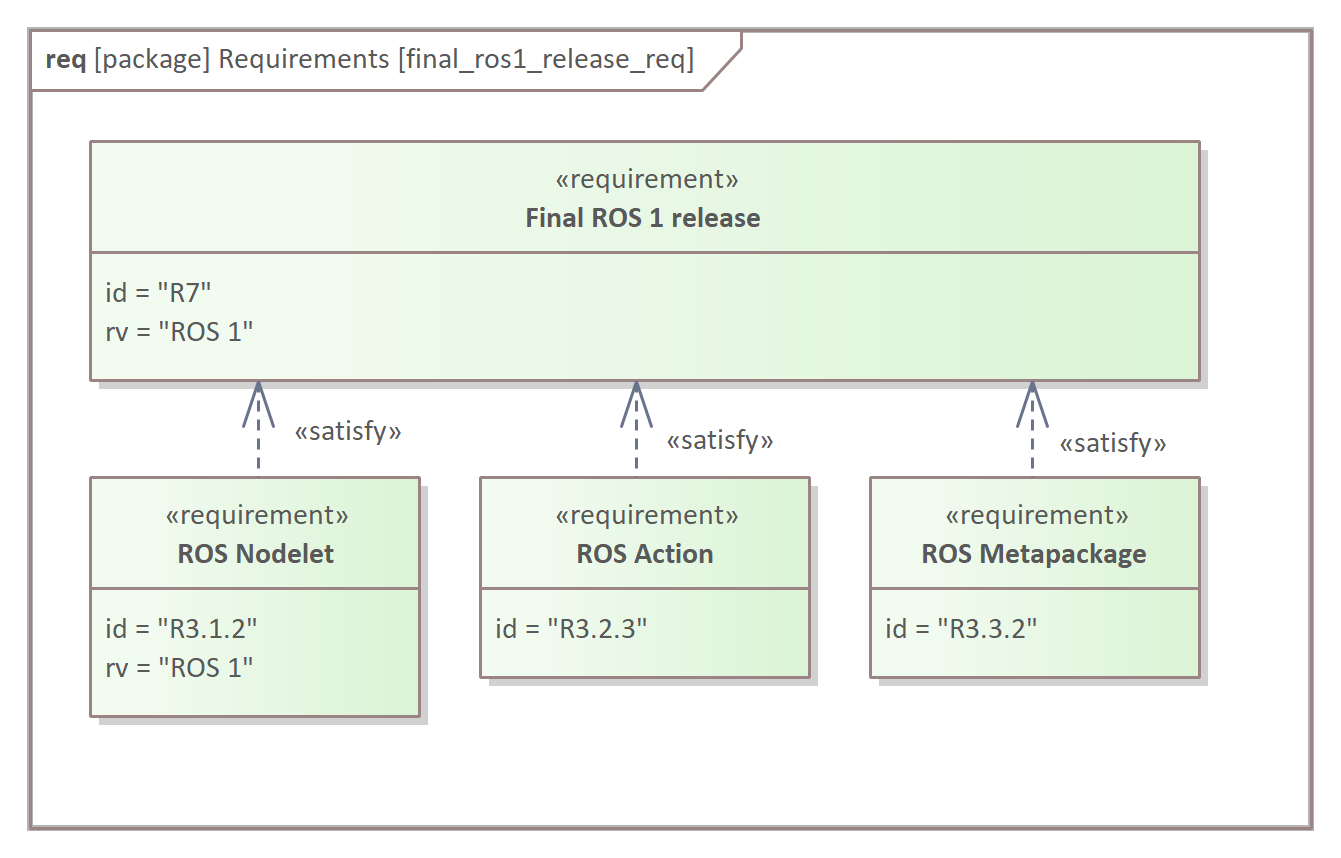 req [package] Requirements [final_ros1_release_req]
«requirement»
Final ROS 1 release
id = "R7"
rv = "ROS 1"
«satisfy»
«satisfy»
«satisfy»
«requirement»
ROS Nodelet
id = "R3.1.2"
rv = "ROS 1"
«requirement»
ROS Action
id = "R3.2.3"
«requirement»
ROS Metapackage
id = "R3.3.2"